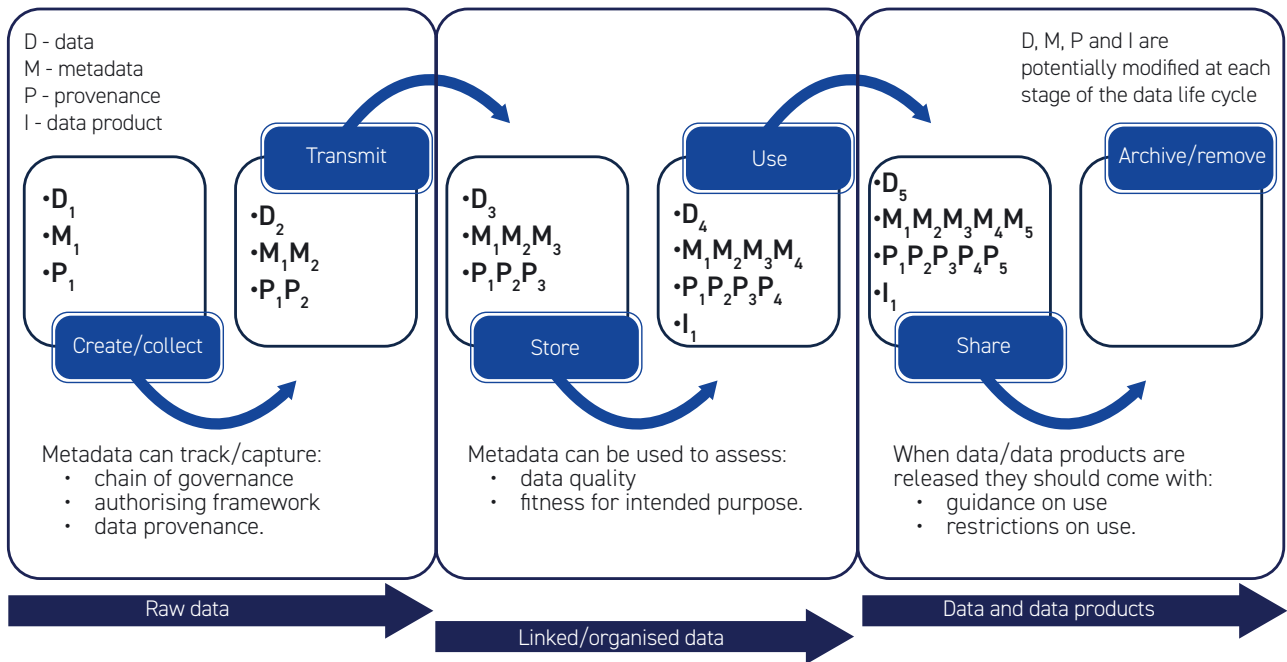 D - data
M - metadata
P - provenance
I - data product
D, M, P and I are
potentially modified at each
stage of the data life cycle
Transmit
Use
Archive/remove
•D₁
•M₁
•P₁
Create/collect
•D₂
•M₁M₂
•P₁P₂
•D₃
•M₁M₂M₃
•P₁P₂P₃
Store
•D₄
•M₁M₂M₃M₄
•P₁P₂P₃P₄
•I₁
•D₅
•M₁M₂M₃M₄M₅
•P₁P₂P₃P₄P₅
•I₁
Share
Metadata can track/capture:
• chain of governance
• authorising framework
• data provenance.
Metadata can be used to assess:
• data quality
• fitness for intended purpose.
When data/data products are
released they should come with:
• guidance on use
• restrictions on use.
Raw data
Linked/organised data
Data and data products